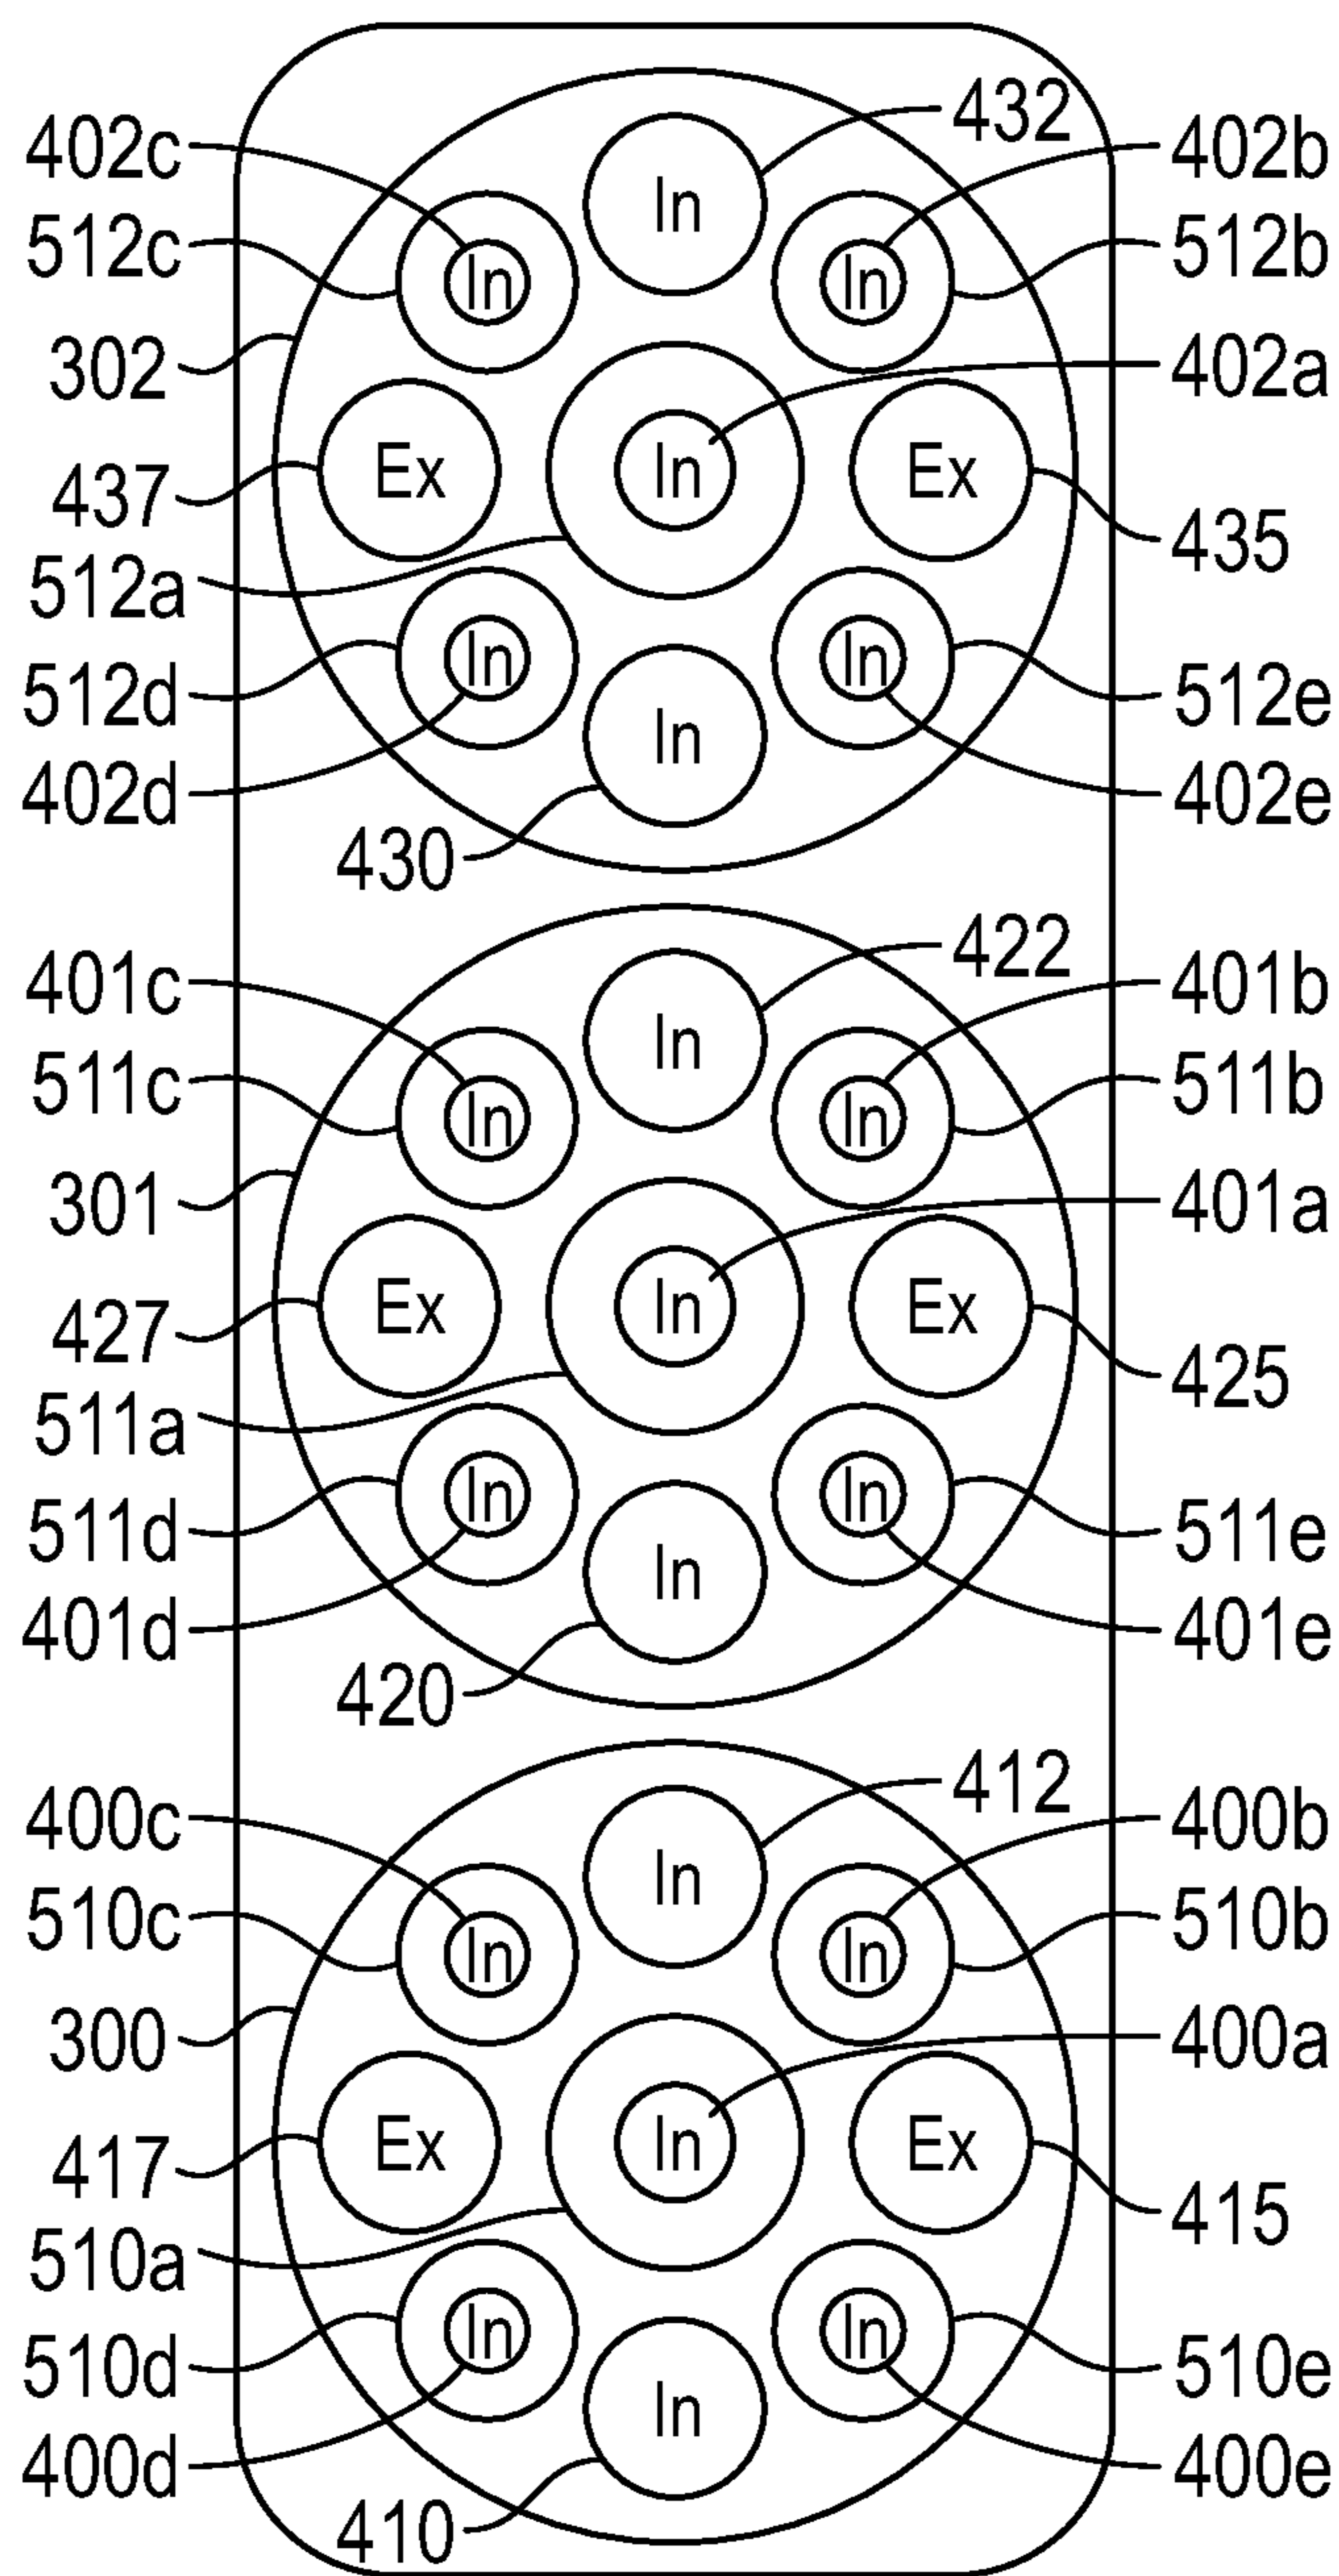 432
402c
402b
In
512c
512b
In
In
302
402a
437
Ex
In
Ex
435
512a
In
In
512d
512e
In
402d
402e
430
422
401c
401b
In
511c
511b
In
In
301
401a
427
Ex
In
Ex
425
511a
In
In
511d
511e
In
401d
401e
420
412
400c
400b
In
510c
510b
In
In
300
400a
417
Ex
In
Ex
415
510a
In
In
510d
510e
In
400d
400e
410